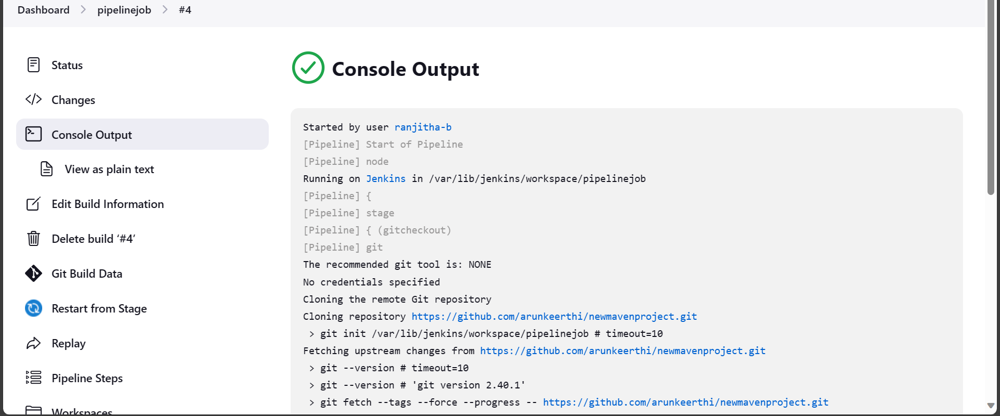 Dashboard > pipelinejob > #4
Status
Changes
Console Output
View as plain text
Edit Build Information
Delete build ‘#4’
Git Build Data
Restart from Stage
Replay
Pipeline Steps
Workspaces
Console Output
Started by user ranjitha-b
[Pipeline] Start of Pipeline
[Pipeline] node
Running on Jenkins in /var/lib/jenkins/workspace/pipelinejob
[Pipeline] {
[Pipeline] stage
[Pipeline] { (gitcheckout)
[Pipeline] git
The recommended git tool is: NONE
No credentials specified
Cloning the remote Git repository
Cloning repository https://github.com/arunkeerthi/newmavenproject.git
 > git init /var/lib/jenkins/workspace/pipelinejob # timeout=10
Fetching upstream changes from https://github.com/arunkeerthi/newmavenproject.git
 > git --version # timeout=10
 > git --version # 'git version 2.40.1'
 > git fetch --tags --force --progress -- https://github.com/arunkeerthi/newmavenproject.git